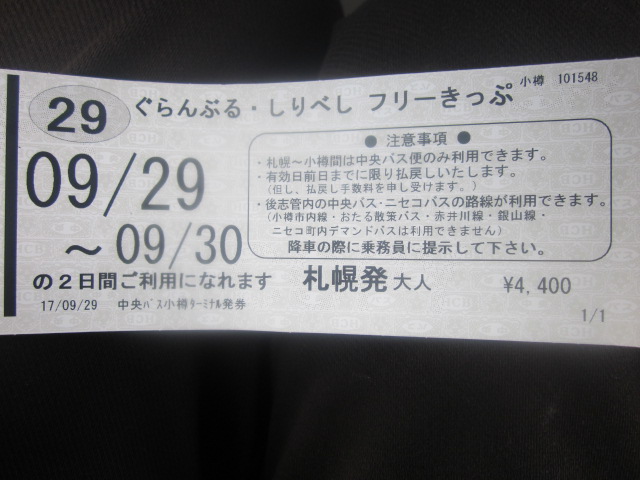 29
ぐらんぶる・しりべし フリーきっぷ
小樽 101548
09/29
～09/30
の2日間ご利用になれます
● 注意事項 ●
・札幌～小樽間は中央バス便のみ利用できます。
・有効日前日までに限り払戻しいたします。
(但し、払戻し手数料を申し受けます。)
・後志管内の中央バス・ニセコバスの路線が利用できます。
(小樽市内線・おたる散策バス・赤井川線・銀山線・
ニセコ町内デマンドバスは利用できません)
降車の際に乗務員に提示して下さい。
札幌発 大人 ¥4,400
17/09/29 中央バス小樽ターミナル発券
1/1